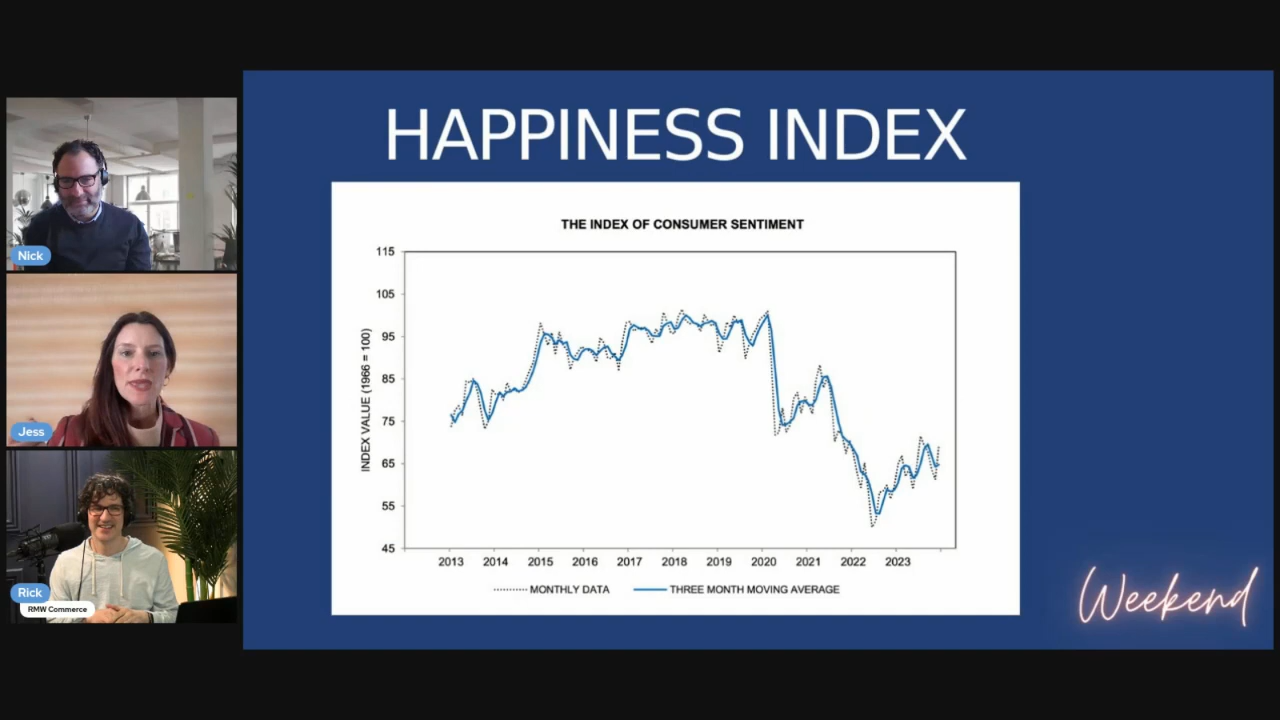 HAPPINESS INDEX
THE INDEX OF CONSUMER SENTIMENT
INDEX VALUE (1966 = 100)
115
105
95
85
75
65
55
45
2013 2014 2015 2016 2017 2018 2019 2020 2021 2022 2023
MONTHLY DATA THREE MONTH MOVING AVERAGE
Weekend
Nick
Jess
Rick
RMW Commerce